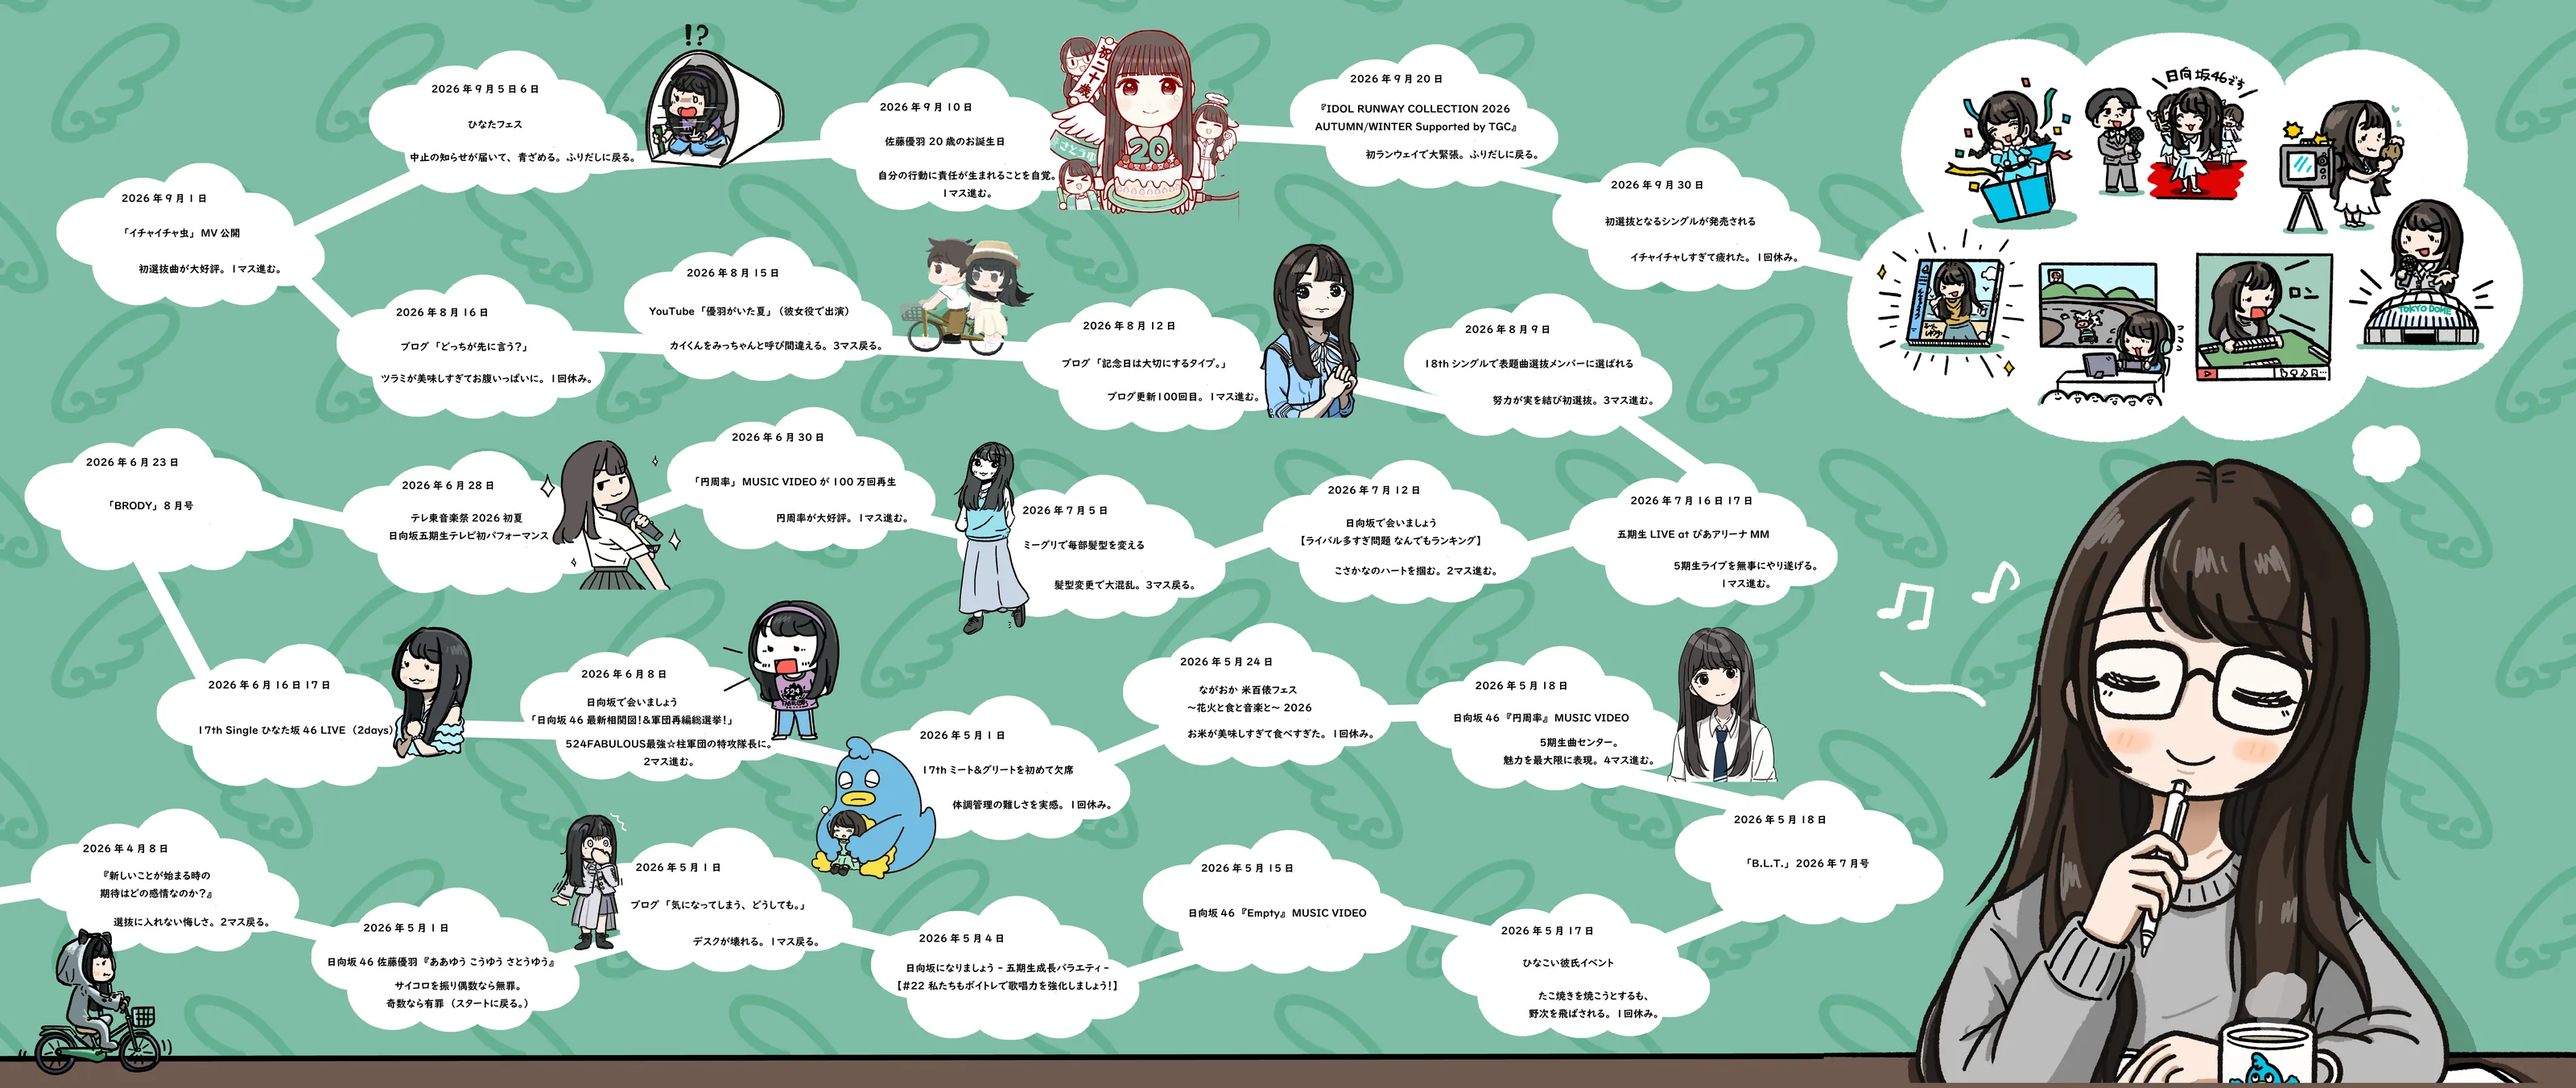 !?
2026年9月5日6日
ひなたフェス
中止の知らせが届いて、青ざめる。ふりだしに戻る。
2026年9月10日
佐藤優羽20歳のお誕生日
自分の行動に責任が生まれることを自覚。
1マス進む。
祝二十歳
さとうゆ
20
2026年9月20日
『IDOL RUNWAY COLLECTION 2026
AUTUMN/WINTER Supported by TGC』
初ランウェイで大緊張。ふりだしに戻る。
2026年9月30日
初選抜となるシングルが発売される
イチャイチャしすぎて疲れた。1回休み。
日向坂46です
ロン
TOKYO DOME
2026年9月1日
「イチャイチャ虫」MV公開
初選抜曲が大好評。1マス進む。
2026年8月16日
ブログ「どっちが先に言う?」
ツラミが美味しすぎてお腹いっぱいに。1回休み。
2026年8月15日
YouTube「優羽がいた夏」(彼女役で出演)
カイくんをみっちゃんと呼び間違える。3マス戻る。
2026年8月12日
ブログ「記念日は大切にするタイプ。」
ブログ更新100回目。1マス進む。
2026年8月9日
18thシングルで表題曲選抜メンバーに選ばれる
努力が実を結び初選抜。3マス進む。
2026年6月23日
「BRODY」8月号
2026年6月28日
テレ東音楽祭2026初夏
日向坂五期生テレビ初パフォーマンス
2026年6月30日
「円周率」MUSIC VIDEOが100万回再生
円周率が大好評。1マス進む。
2026年7月5日
ミーグリで毎部髪型を変える
髪型変更で大混乱。3マス戻る。
2026年7月12日
日向坂で会いましょう
【ライバル多すぎ問題 なんでもランキング】
こさかなのハートを掴む。2マス進む。
2026年7月16日17日
五期生LIVE at ぴあアリーナMM
5期生ライブを無事にやり遂げる。
1マス進む。
2026年6月16日17日
17th Single ひなた坂46 LIVE(2days)
2026年6月8日
日向坂で会いましょう
「日向坂46最新相関図!&軍団再編総選挙!」
524FABULOUS最強☆柱軍団の特攻隊長に。
2マス進む。
524
2026年5月1日
17thミート&グリートを初めて欠席
体調管理の難しさを実感。1回休み。
2026年5月24日
ながおか 米百俵フェス
〜花火と食と音楽と〜 2026
お米が美味しすぎて食べすぎた。1回休み。
2026年5月18日
日向坂46『円周率』MUSIC VIDEO
5期生曲センター。
魅力を最大限に表現。4マス進む。
2026年5月18日
「B.L.T.」2026年7月号
2026年4月8日
『新しいことが始まる時の
期待はどの感情なのか?』
選抜に入れない悔しさ。2マス戻る。
2026年5月1日
日向坂46 佐藤優羽『ああゆう こうゆう さとうゆう』
サイコロを振り偶数なら無罪。
奇数なら有罪(スタートに戻る。)
2026年5月1日
ブログ「気になってしまう、どうしても。」
デスクが壊れる。1マス戻る。
2026年5月4日
日向坂になりましょう-五期生成長バラエティ-
【#22 私たちもボイトレで歌唱力を強化しましょう!】
2026年5月15日
日向坂46『Empty』MUSIC VIDEO
2026年5月17日
ひなこい彼氏イベント
たこ焼きを焼こうとするも、
野次を飛ばされる。1回休み。